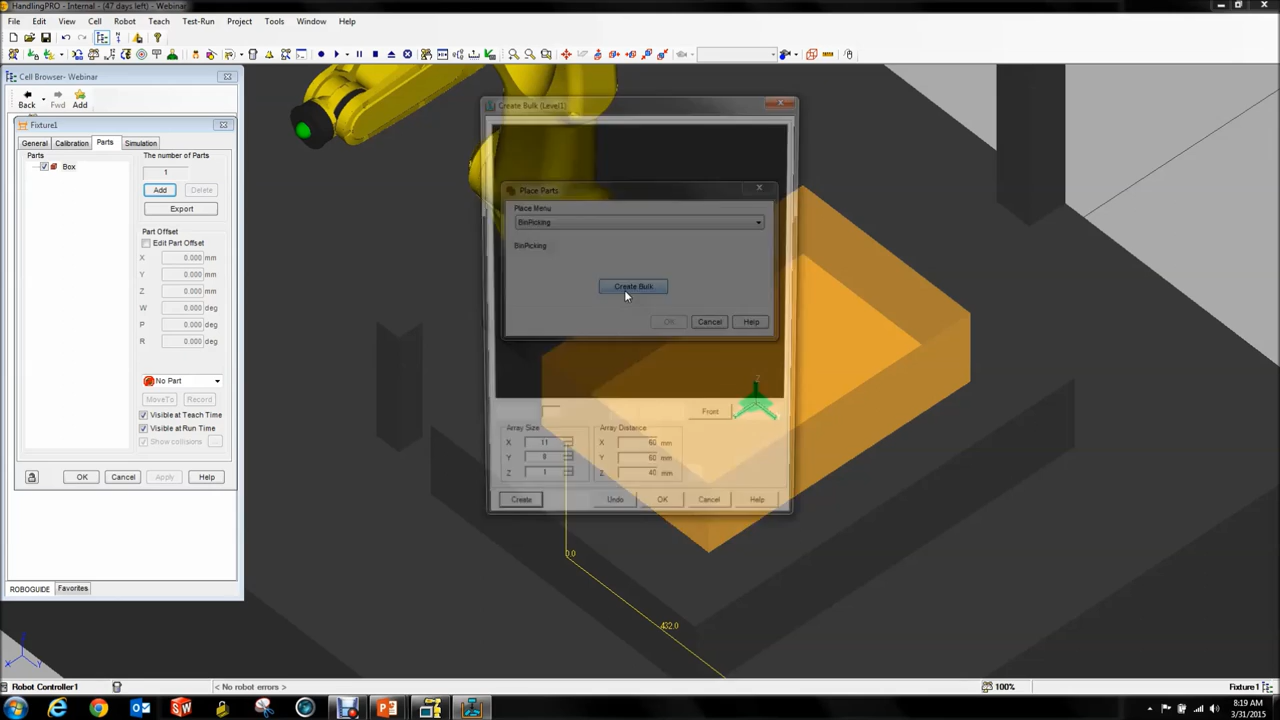 HandlingPRO - Internal - (47 days left) - Webinar
File Edit View Cell Robot Teach Test-Run Project Tools Window Help
Cell Browser- Webinar
Back Fwd Add
Fixture1
General Calibration Parts Simulation
Parts
Box
The number of Parts
1
Add Delete
Export
Part Offset
Edit Part Offset
X 0.000 mm
Y 0.000 mm
Z 0.000 mm
W 0.000 deg
P 0.000 deg
R 0.000 deg
No Part
MoveTo Record
Visible at Teach Time
Visible at Run Time
Show collisions
OK Cancel Apply Help
ROBOGUIDE Favorites
Create Bulk (Level1)
Place Parts
Place Menu
BinPicking
BinPicking
Create Bulk
OK Cancel Help
Z
Front
Array Size Array Distance
X 11 X 60 mm
Y 8 Y 60 mm
Z 1 Z 40 mm
Create Undo OK Cancel Help
0.0
432.0
Z
X Y
Robot Controller1 < No robot errors > 100% Fixture1
8:19 AM
3/31/2015